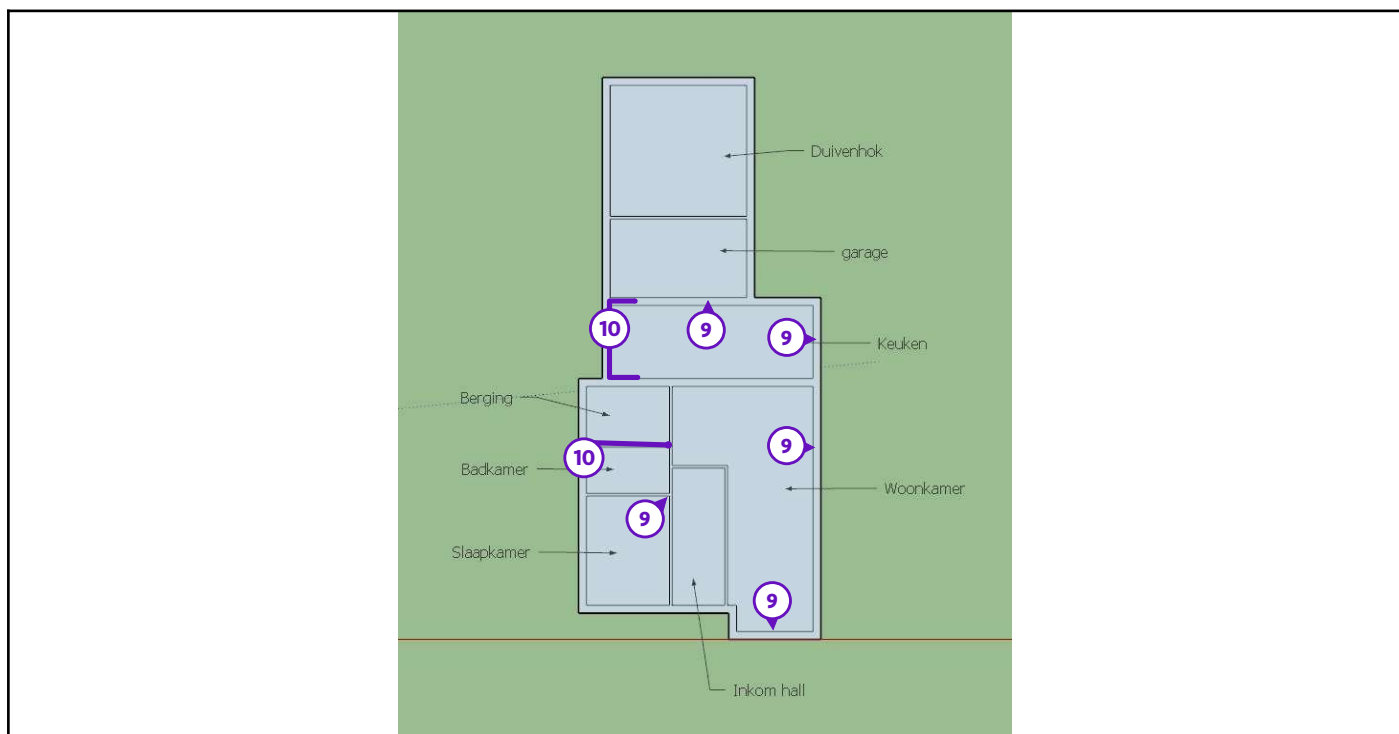 Duivenhok
garage
10
9
9
Keuken
Berging
9
10
Badkamer
Woonkamer
9
Slaapkamer
9
Inkom hall